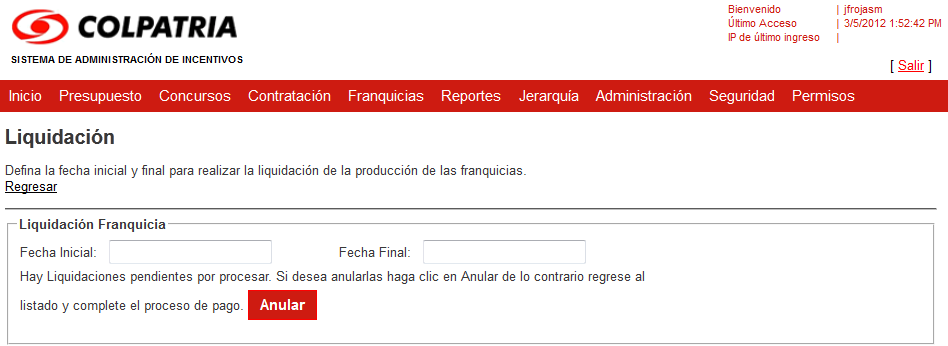 COLPATRIA
SISTEMA DE ADMINISTRACIÓN DE INCENTIVOS
Bienvenido | jfrojasm
Último Acceso | 3/5/2012 1:52:42 PM
IP de último ingreso |
[ Salir ]
Inicio Presupuesto Concursos Contratación Franquicias Reportes Jerarquía Administración Seguridad Permisos
Liquidación
Defina la fecha inicial y final para realizar la liquidación de la producción de las franquicias.
Regresar
Liquidación Franquicia
Fecha Inicial: Fecha Final:
Hay Liquidaciones pendientes por procesar. Si desea anularlas haga clic en Anular de lo contrario regrese al
listado y complete el proceso de pago. Anular